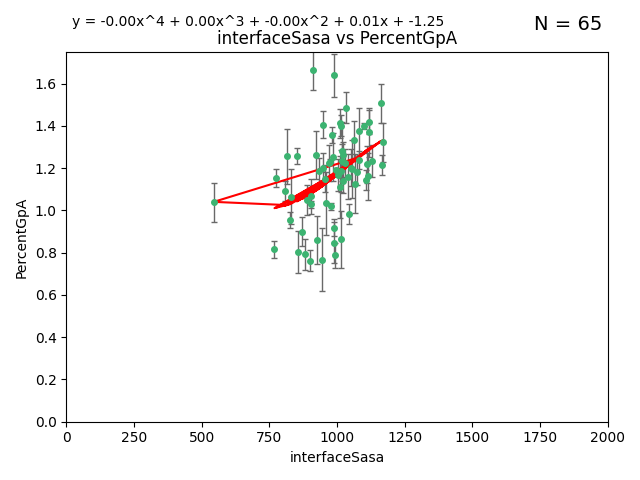 y = -0.00x^4 + 0.00x^3 + -0.00x^2 + 0.01x + -1.25
N = 65
interfaceSasa vs PercentGpA
PercentGpA
1.6
1.4
1.2
1.0
0.8
0.6
0.4
0.2
0.0
0 250 500 750 1000 1250 1500 1750 2000
interfaceSasa